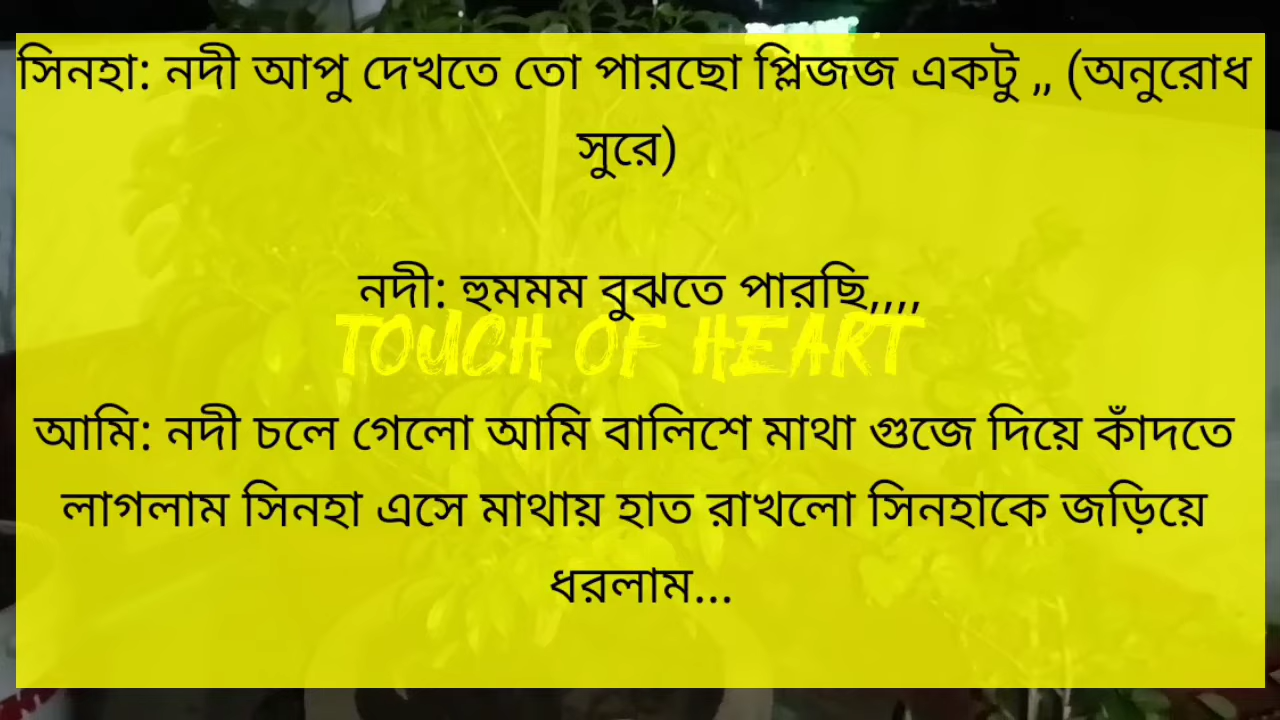 সিনহা: নদী আপু দেখতে তো পারছো প্লিজজ একটু ,, (অনুরোধ
সুরে)
নদী: হুমমম বুঝতে পারছি,,,,
TOUCH OF HEART
আমি: নদী চলে গেলো আমি বালিশে মাথা গুজে দিয়ে কাঁদতে
লাগলাম সিনহা এসে মাথায় হাত রাখলো সিনহাকে জড়িয়ে
ধরলাম...